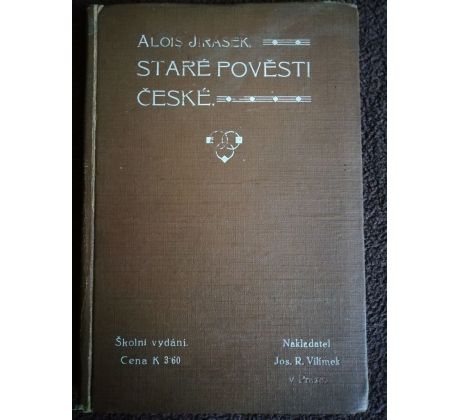 ALOIS JIRÁSEK.
STARÉ POVĚSTI
ČESKÉ.
Školní vydání.
Cena K 3·60
Nakladatel
Jos. R. Vilímek
v Praze.